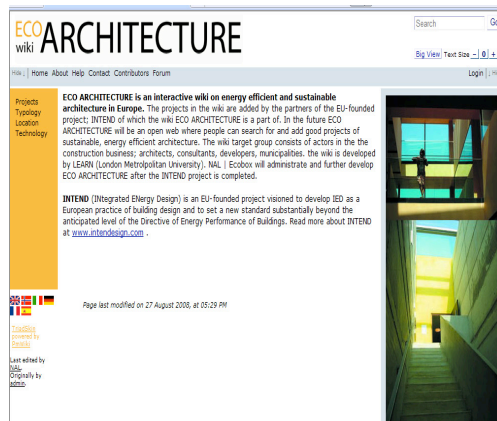 ECO
wiki ARCHITECTURE
Search
Go
Big View Text Size - 0 +
Hide ↓ Home About Help Contact Contributors Forum
Login ↓ Hi
Projects
Typology
Location
Technology
ECO ARCHITECTURE is an interactive wiki on energy efficient and sustainable
architecture in Europe. The projects in the wiki are added by the partners of the EU-founded
project; INTEND of which the wiki ECO ARCHITECTURE is a part of. In the future ECO
ARCHITECTURE will be an open web where people can search for and add good projects of
sustainable, energy efficient architecture. The wiki target group consists of actors in the the
construction business; architects, consultants, developers, municipalities. the wiki is developed
by LEARN (London Metropolitan University). NAL | Ecobox will administrate and further develop
ECO ARCHITECTURE after the INTEND project is completed.
INTEND (INtegrated ENergy Design) is an EU-founded project visioned to develop IED as a
European practice of building design and to set a new standard substantially beyond the
anticipated level of the Directive of Energy Performance of Buildings. Read more about INTEND
at www.intendesign.com .
Page last modified on 27 August 2008, at 05:29 PM
TriadSkin
powered by
PmWiki
Last edited by
NAL.
Originally by
admin.